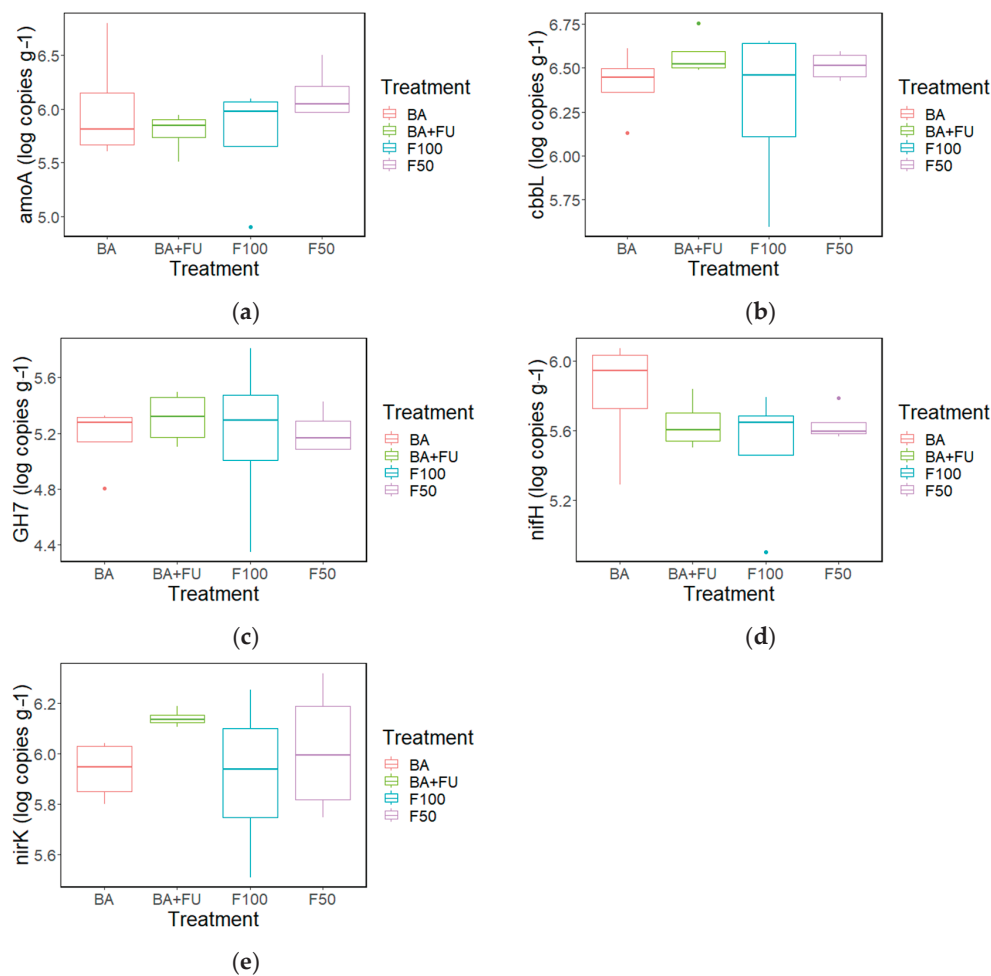 amoA (log copies g-1)
6.5
6.0
5.5
5.0
BA
BA+FU
F100
F50
Treatment
Treatment
BA
BA+FU
F100
F50
(a)
cbbL (log copies g-1)
6.75
6.50
6.25
6.00
5.75
BA
BA+FU
F100
F50
Treatment
Treatment
BA
BA+FU
F100
F50
(b)
GH7 (log copies g-1)
5.6
5.2
4.8
4.4
BA
BA+FU
F100
F50
Treatment
Treatment
BA
BA+FU
F100
F50
(c)
nifH (log copies g-1)
6.0
5.6
5.2
BA
BA+FU
F100
F50
Treatment
Treatment
BA
BA+FU
F100
F50
(d)
nirK (log copies g-1)
6.2
6.0
5.8
5.6
BA
BA+FU
F100
F50
Treatment
Treatment
BA
BA+FU
F100
F50
(e)